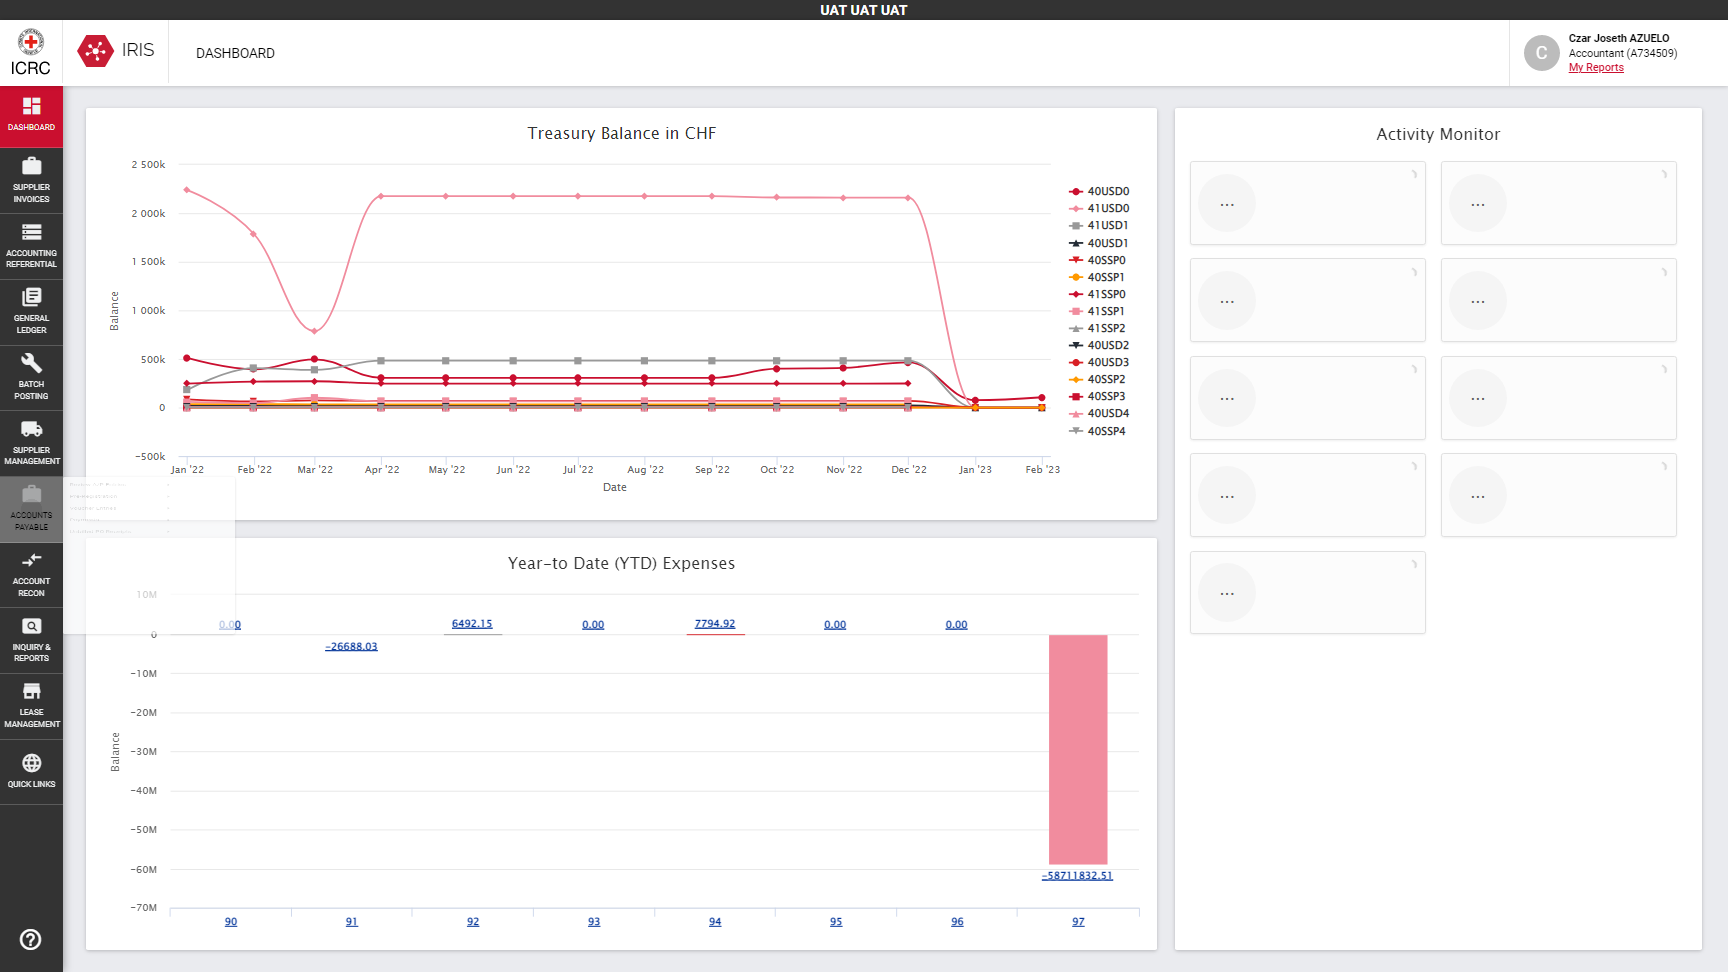 UAT UAT UAT
ICRC
IRIS
DASHBOARD
Czar Joseth AZUELO
Accountant (A734509)
My Reports
C
DASHBOARD
SUPPLIER
INVOICES
ACCOUNTING
REFERENTIAL
GENERAL
LEDGER
BATCH
POSTING
SUPPLIER
MANAGEMENT
ACCOUNTS
PAYABLE
ACCOUNT
RECON
INQUIRY &
REPORTS
LEASE
MANAGEMENT
QUICK LINKS
Treasury Balance in CHF
2 500k
2 000k
1 500k
1 000k
500k
0
-500k
Balance
Jan '22
Feb '22
Mar '22
Apr '22
May '22
Jun '22
Jul '22
Aug '22
Sep '22
Oct '22
Nov '22
Dec '22
Jan '23
Feb '23
Date
40USD0
41USD0
41USD1
40USD1
40SSP0
40SSP1
41SSP0
41SSP1
41SSP2
40USD2
40USD3
40SSP2
40SSP3
40USD4
40SSP4
Year-to Date (YTD) Expenses
10M
0
-10M
-20M
-30M
-40M
-50M
-60M
-70M
Balance
0.00
-26688.03
6492.15
0.00
7794.92
0.00
0.00
-58711832.51
90
91
92
93
94
95
96
97
Activity Monitor
...
...
...
...
...
...
...
...
...